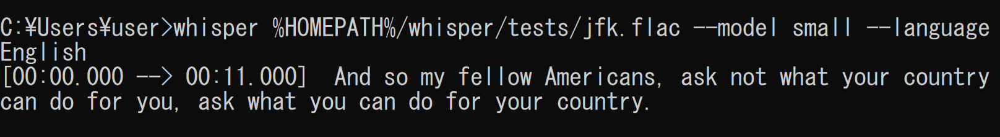 C:¥Users¥user>whisper %HOMEPATH%/whisper/tests/jfk.flac --model small --language
English
[00:00.000 --> 00:11.000]  And so my fellow Americans, ask not what your country
can do for you, ask what you can do for your country.